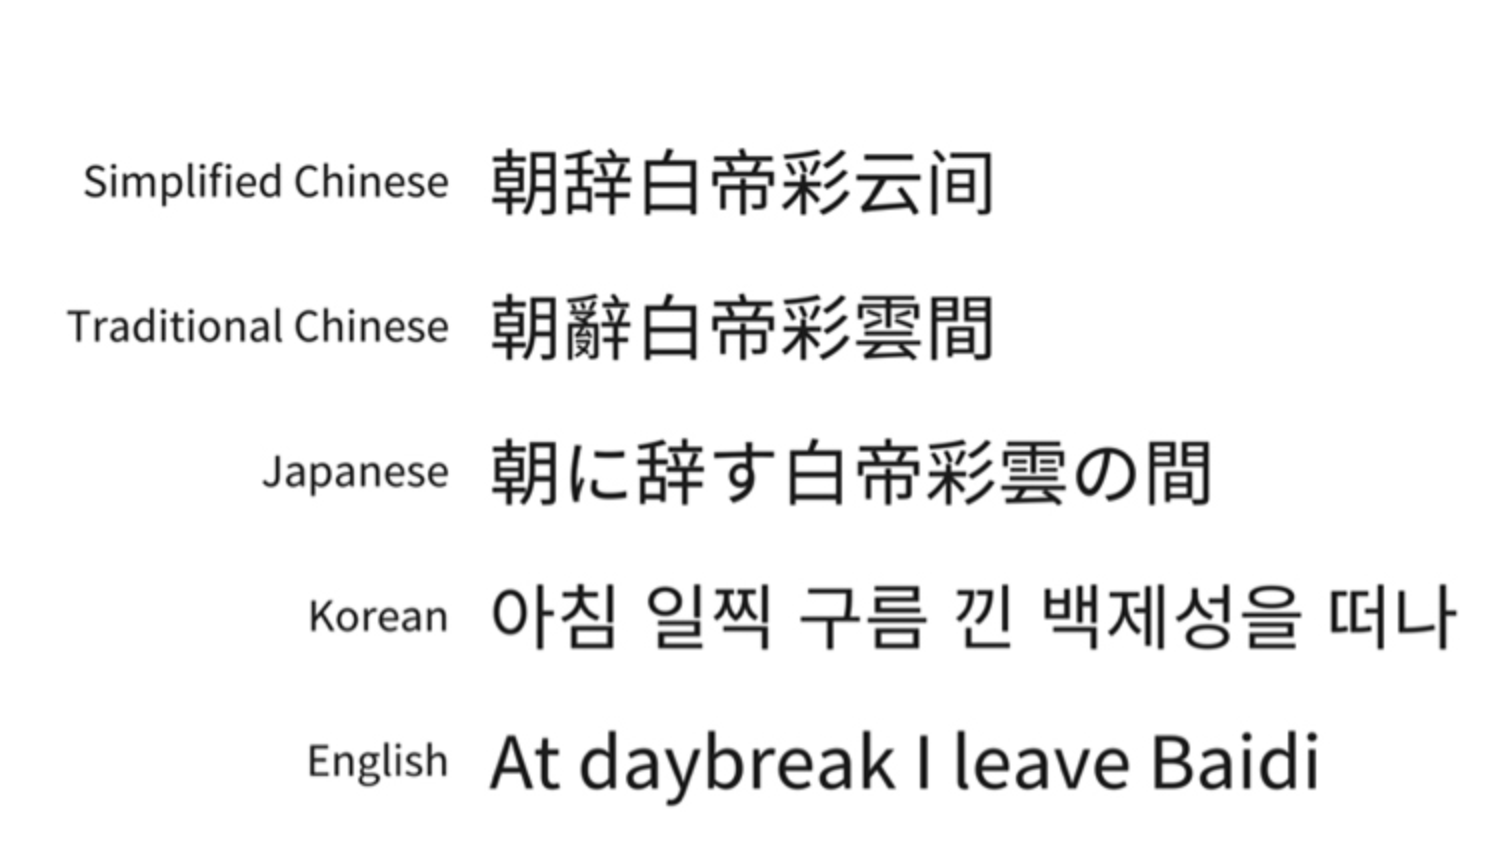 Simplified Chinese 朝辞白帝彩云间
Traditional Chinese 朝辭白帝彩雲間
Japanese 朝に辞す白帝彩雲の間
Korean 아침 일찍 구름 낀 백제성을 떠나
English At daybreak I leave Baidi